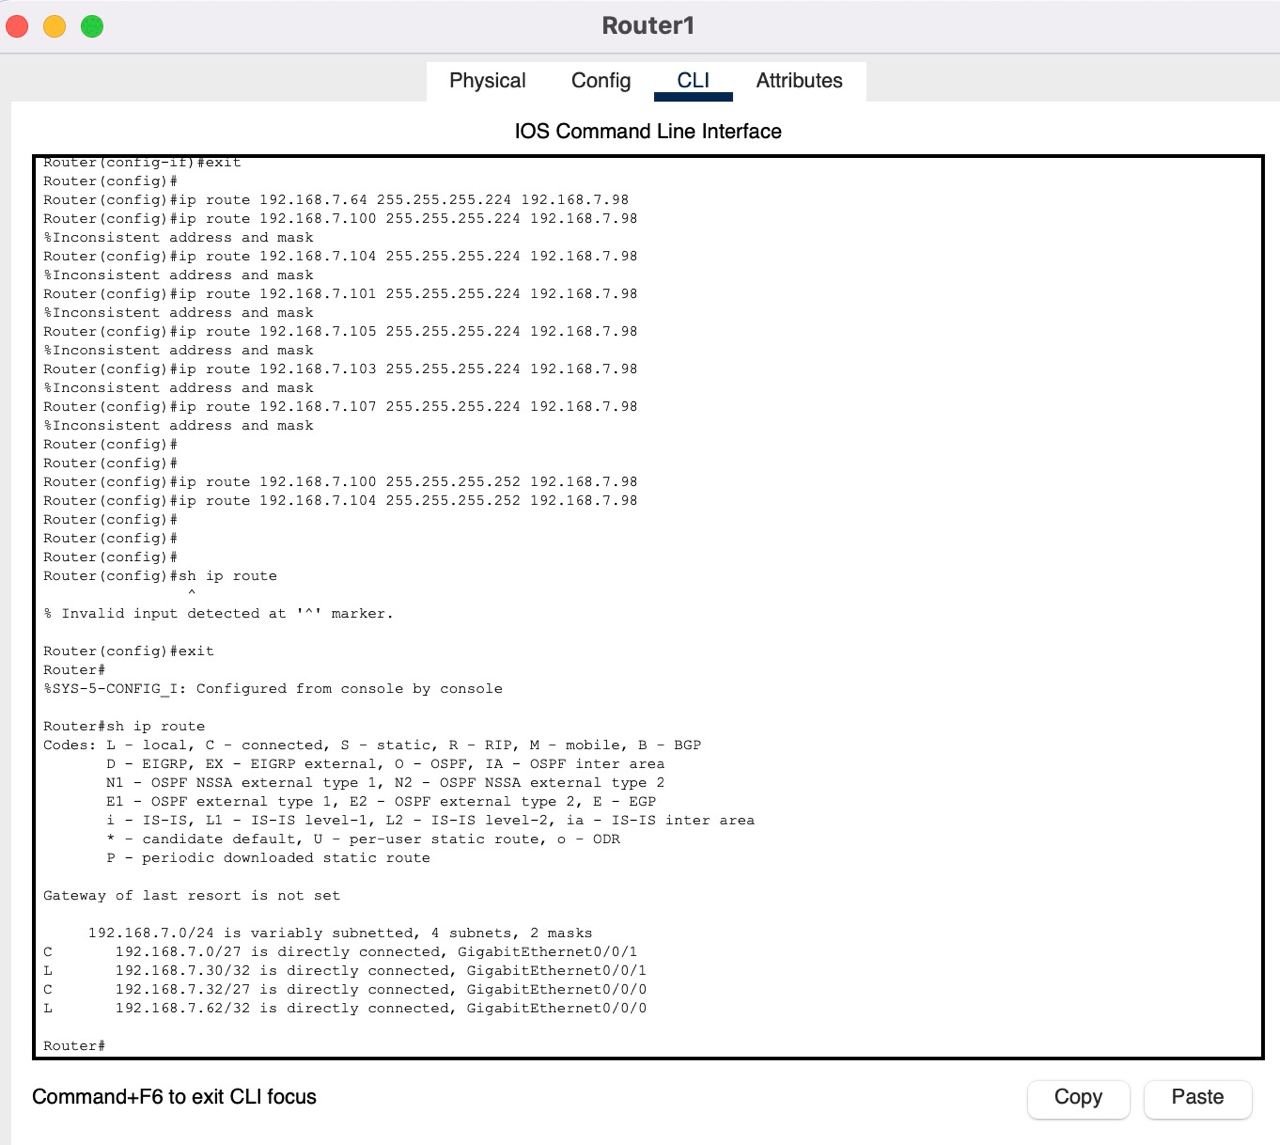 Router1
Physical Config CLI Attributes
IOS Command Line Interface
Router(config-if)#exit
Router(config)#
Router(config)#ip route 192.168.7.64 255.255.255.224 192.168.7.98
Router(config)#ip route 192.168.7.100 255.255.255.224 192.168.7.98
%Inconsistent address and mask
Router(config)#ip route 192.168.7.104 255.255.255.224 192.168.7.98
%Inconsistent address and mask
Router(config)#ip route 192.168.7.101 255.255.255.224 192.168.7.98
%Inconsistent address and mask
Router(config)#ip route 192.168.7.105 255.255.255.224 192.168.7.98
%Inconsistent address and mask
Router(config)#ip route 192.168.7.103 255.255.255.224 192.168.7.98
%Inconsistent address and mask
Router(config)#ip route 192.168.7.107 255.255.255.224 192.168.7.98
%Inconsistent address and mask
Router(config)#
Router(config)#
Router(config)#ip route 192.168.7.100 255.255.255.252 192.168.7.98
Router(config)#ip route 192.168.7.104 255.255.255.252 192.168.7.98
Router(config)#
Router(config)#
Router(config)#
Router(config)#sh ip route
^
% Invalid input detected at '^' marker.
Router(config)#exit
Router#
%SYS-5-CONFIG_I: Configured from console by console
Router#sh ip route
Codes: L - local, C - connected, S - static, R - RIP, M - mobile, B - BGP
D - EIGRP, EX - EIGRP external, O - OSPF, IA - OSPF inter area
N1 - OSPF NSSA external type 1, N2 - OSPF NSSA external type 2
E1 - OSPF external type 1, E2 - OSPF external type 2, E - EGP
i - IS-IS, L1 - IS-IS level-1, L2 - IS-IS level-2, ia - IS-IS inter area
* - candidate default, U - per-user static route, o - ODR
P - periodic downloaded static route
Gateway of last resort is not set
192.168.7.0/24 is variably subnetted, 4 subnets, 2 masks
C 192.168.7.0/27 is directly connected, GigabitEthernet0/0/1
L 192.168.7.30/32 is directly connected, GigabitEthernet0/0/1
C 192.168.7.32/27 is directly connected, GigabitEthernet0/0/0
L 192.168.7.62/32 is directly connected, GigabitEthernet0/0/0
Router#
Command+F6 to exit CLI focus
Copy Paste